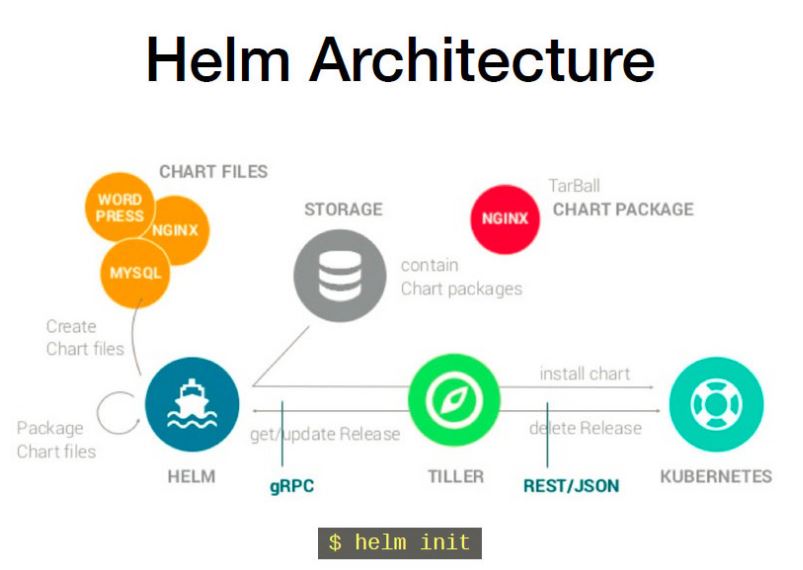 Helm Architecture
CHART FILES
WORD
PRESS
NGINX
MYSQL
STORAGE
contain
Chart packages
NGINX
TarBall
CHART PACKAGE
Create
Chart files
Package
Chart files
HELM
get/update Release
gRPC
TILLER
install chart
delete Release
REST/JSON
KUBERNETES
$ helm init